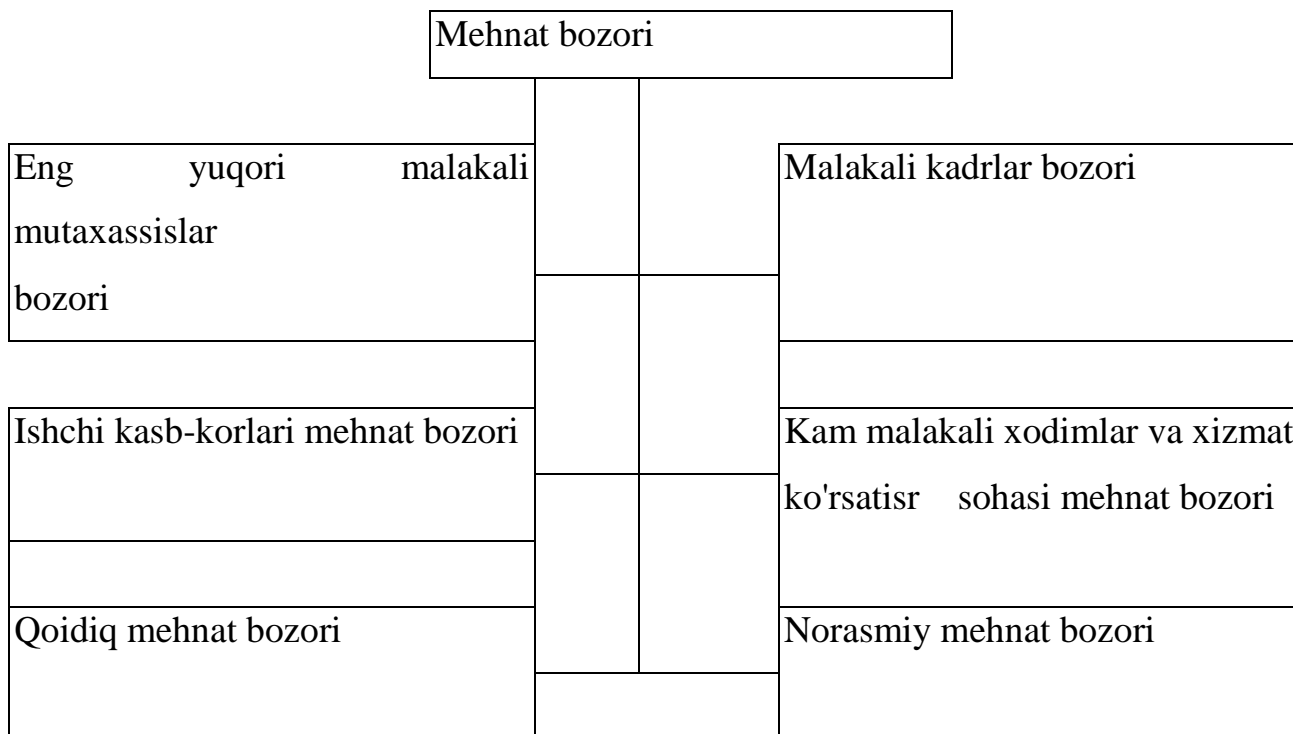 Mehnat bozori
Eng yuqori malakali
mutaxassislar
bozori
Malakali kadrlar bozori
Ishchi kasb-korlari mehnat bozori
Kam malakali xodimlar va xizmat
ko'rsatisr sohasi mehnat bozori
Qoidiq mehnat bozori
Norasmiy mehnat bozori